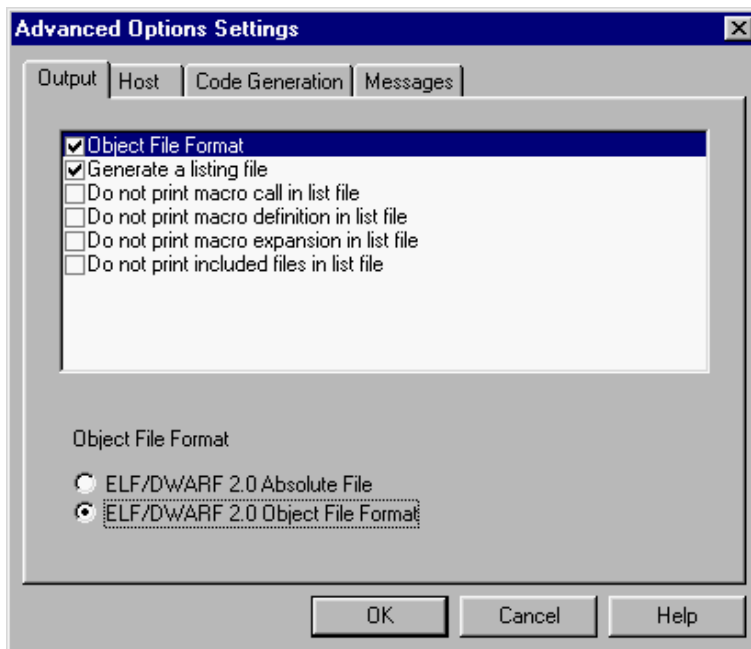 Advanced Options Settings
Output Host Code Generation Messages
Object File Format
Generate a listing file
Do not print macro call in list file
Do not print macro definition in list file
Do not print macro expansion in list file
Do not print included files in list file
Object File Format
ELF/DWARF 2.0 Absolute File
ELF/DWARF 2.0 Object File Format
OK Cancel Help